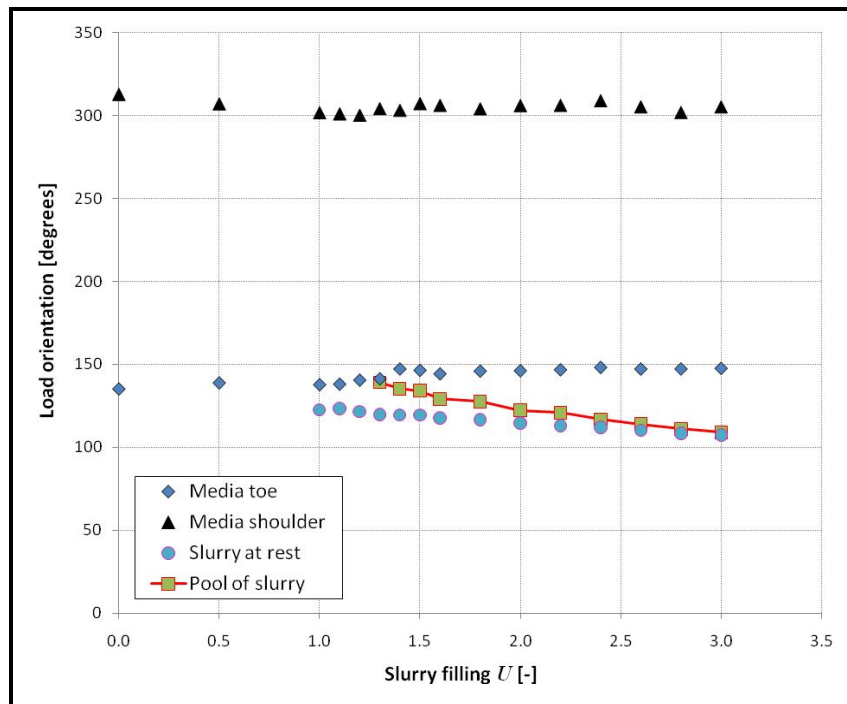 350
300
250
200
150
100
50
0
Load orientation [degrees]
Media toe
Media shoulder
Slurry at rest
Pool of slurry
0.0 0.5 1.0 1.5 2.0 2.5 3.0 3.5
Slurry filling U [-]